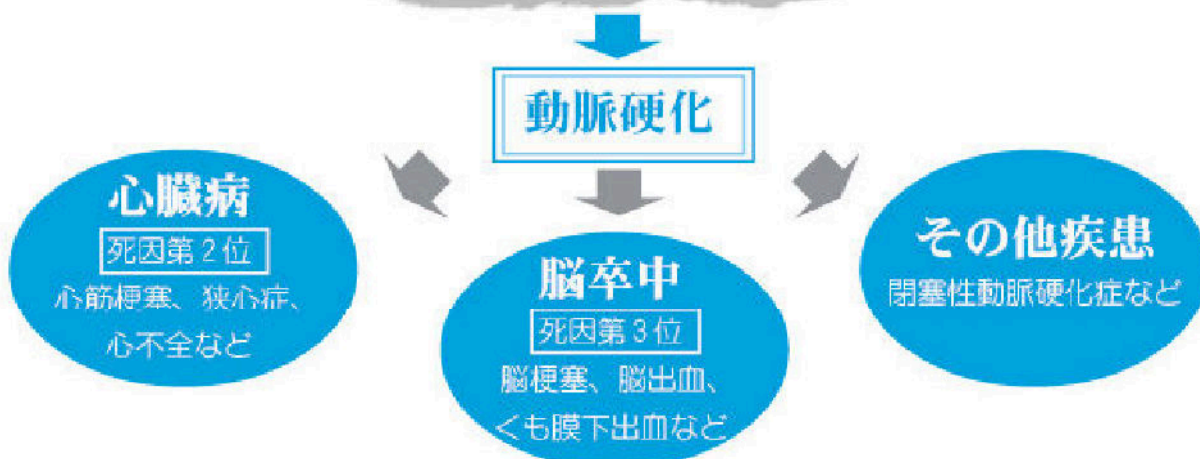 動脈硬化
心臓病
死因第2位
心筋梗塞、狭心症、
心不全など
脳卒中
死因第3位
脳梗塞、脳出血、
くも膜下出血など
その他疾患
閉塞性動脈硬化症など